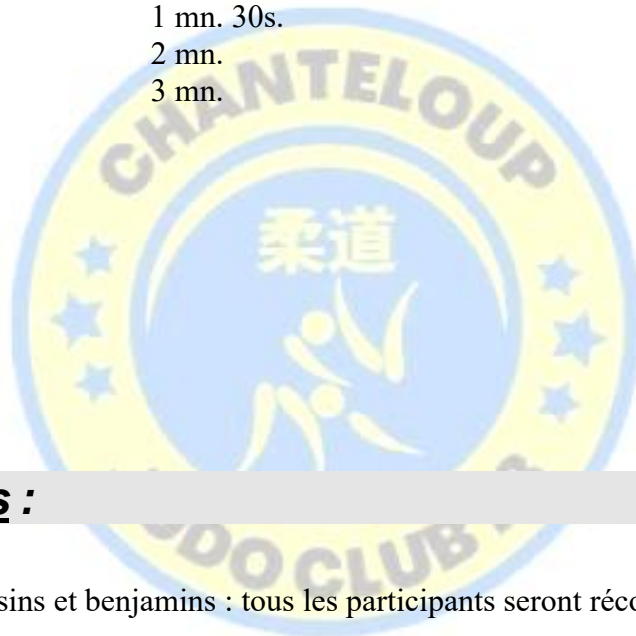 1 mn. 30s.
2 mn.
3 mn.
CHANTELOUP
柔道
s :
sins et benjamins : tous les participants seront réco
DO CLUB